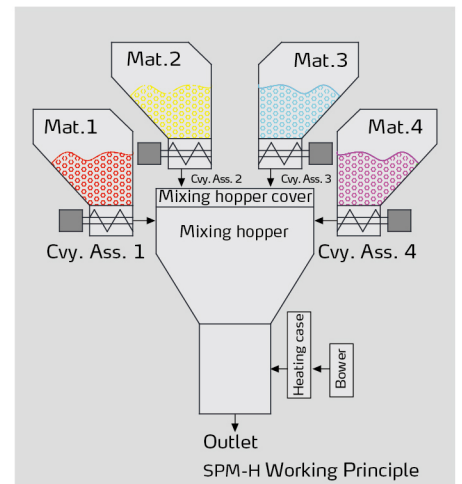 Mat.2
Mat.3
Mat.1
Mat.4
Cvy. Ass. 2
Cvy. Ass. 3
Mixing hopper cover
Mixing hopper
Cvy. Ass. 1
Cvy. Ass. 4
Heating case
Bower
Outlet
SPM-H Working Principle